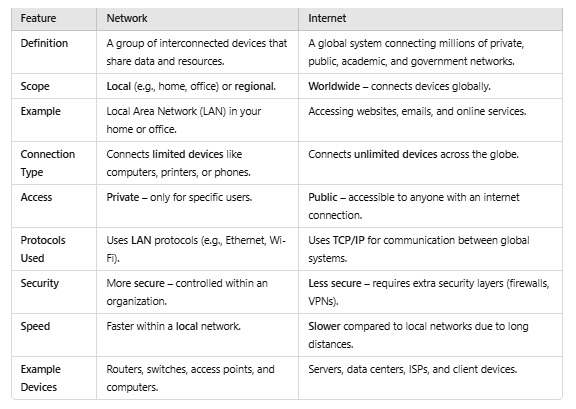 Feature Network Internet
Definition A group of interconnected devices that A global system connecting millions of private,
share data and resources. public, academic, and government networks.
Scope Local (e.g., home, office) or regional. Worldwide – connects devices globally.
Example Local Area Network (LAN) in your Accessing websites, emails, and online services.
home or office.
Connection Connects limited devices like Connects unlimited devices across the globe.
Type computers, printers, or phones.
Access Private – only for specific users. Public – accessible to anyone with an internet
connection.
Protocols Uses LAN protocols (e.g., Ethernet, Wi- Uses TCP/IP for communication between global
Used Fi). systems.
Security More secure – controlled within an Less secure – requires extra security layers (firewalls,
organization. VPNs).
Speed Faster within a local network. Slower compared to local networks due to long
distances.
Example Routers, switches, access points, and Servers, data centers, ISPs, and client devices.
Devices computers.